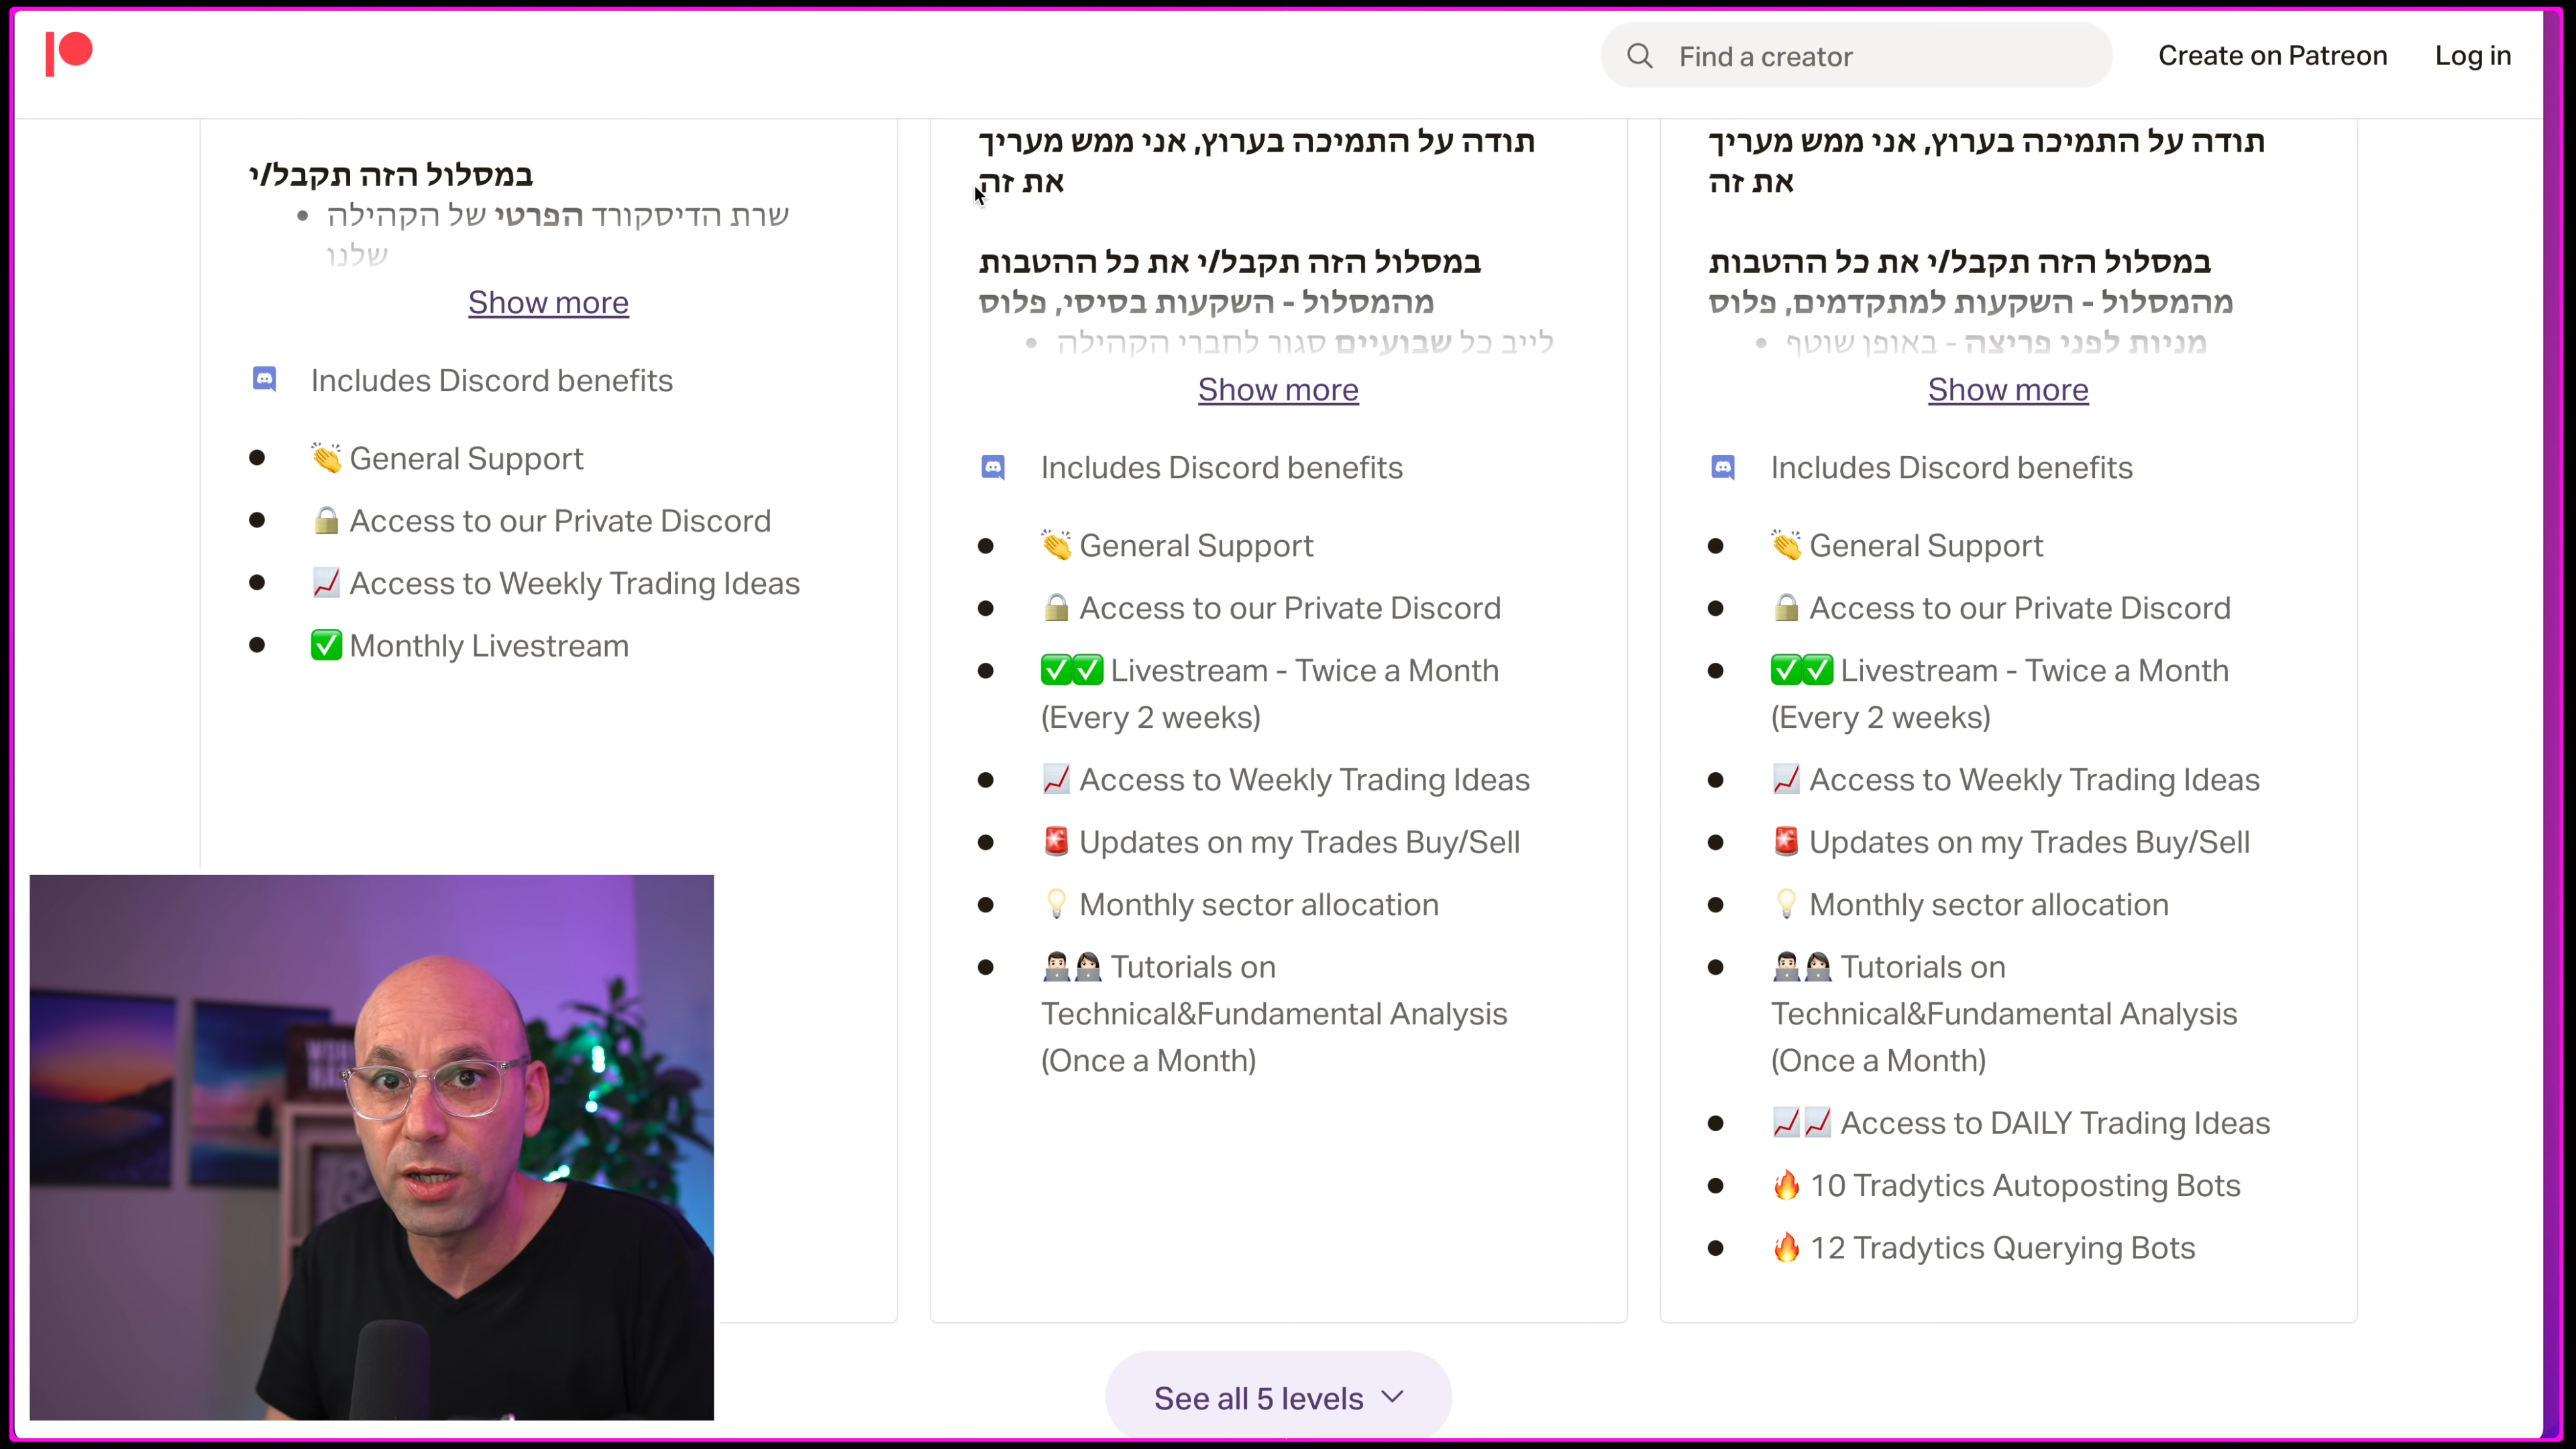 Find a creator
Create on Patreon
Log in
במסלול הזה תקבל/י
שרת הדיסקורד הפרטי של הקהילה
שלנו
Show more
Includes Discord benefits
👏 General Support
🔒 Access to our Private Discord
📈 Access to Weekly Trading Ideas
✅ Monthly Livestream
תודה על התמיכה בערוץ, אני ממש מעריך
את זה
במסלול הזה תקבל/י את כל ההטבות
מהמסלול - השקעות בסיסי, פלוס
לייב כל שבועיים סגור לחברי הקהילה
Show more
Includes Discord benefits
👏 General Support
🔒 Access to our Private Discord
✅✅ Livestream - Twice a Month
(Every 2 weeks)
📈 Access to Weekly Trading Ideas
🚨 Updates on my Trades Buy/Sell
💡 Monthly sector allocation
👨🏻‍💻👩🏻‍💻 Tutorials on
Technical&Fundamental Analysis
(Once a Month)
תודה על התמיכה בערוץ, אני ממש מעריך
את זה
במסלול הזה תקבל/י את כל ההטבות
מהמסלול - השקעות למתקדמים, פלוס
מניות לפני פריצה - באופן שוטף
Show more
Includes Discord benefits
👏 General Support
🔒 Access to our Private Discord
✅✅ Livestream - Twice a Month
(Every 2 weeks)
📈 Access to Weekly Trading Ideas
🚨 Updates on my Trades Buy/Sell
💡 Monthly sector allocation
👨🏻‍💻👩🏻‍💻 Tutorials on
Technical&Fundamental Analysis
(Once a Month)
📈📈 Access to DAILY Trading Ideas
🔥 10 Tradytics Autoposting Bots
🔥 12 Tradytics Querying Bots
See all 5 levels